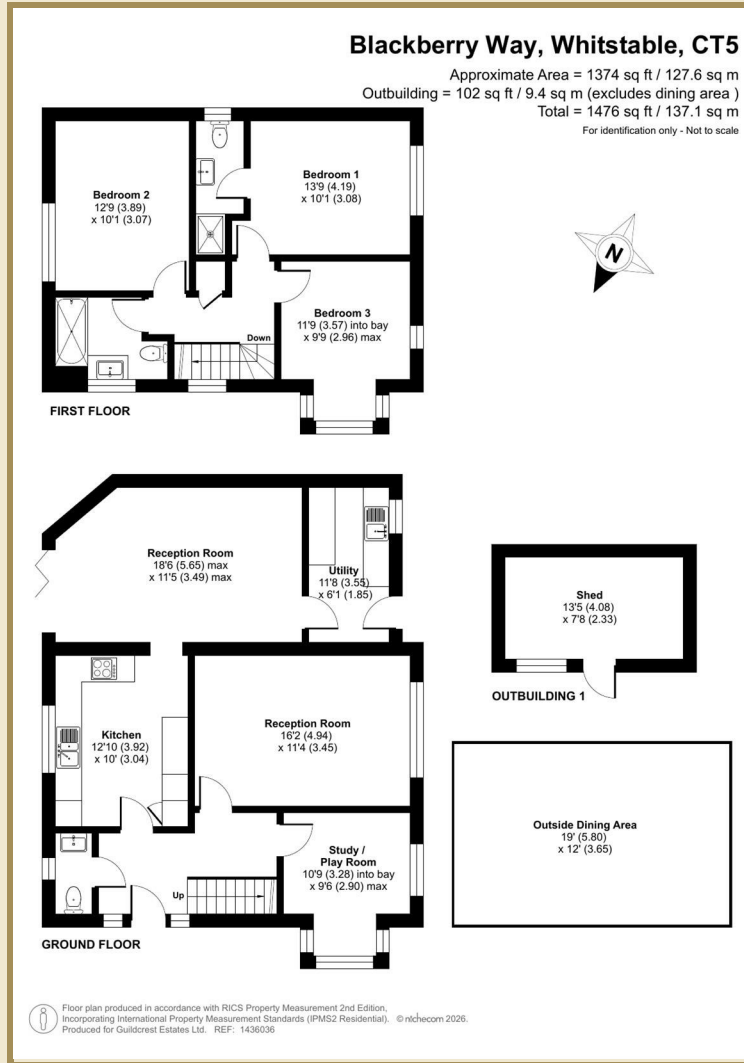 Blackberry Way, Whitstable, CT5
Approximate Area = 1374 sq ft / 127.6 sq m
Outbuilding = 102 sq ft / 9.4 sq m (excludes dining area )
Total = 1476 sq ft / 137.1 sq m
For identification only - Not to scale
Bedroom 2
12'9 (3.89)
x 10'1 (3.07)
Bedroom 1
13'9 (4.19)
x 10'1 (3.08)
N
Bedroom 3
11'9 (3.57) into bay
x 9'9 (2.96) max
Down
FIRST FLOOR
Reception Room
18'6 (5.65) max
x 11'5 (3.49) max
Utility
11'8 (3.55)
x 6'1 (1.85)
Shed
13'5 (4.08)
x 7'8 (2.33)
OUTBUILDING 1
Kitchen
12'10 (3.92)
x 10' (3.04)
Reception Room
16'2 (4.94)
x 11'4 (3.45)
Outside Dining Area
19' (5.80)
x 12' (3.65)
Study /
Play Room
10'9 (3.28) into bay
x 9'6 (2.90) max
Up
GROUND FLOOR
Floor plan produced in accordance with RICS Property Measurement 2nd Edition,
Incorporating International Property Measurement Standards (IPMS2 Residential). © nichecom 2026.
Produced for Guildcrest Estates Ltd. REF: 1436036